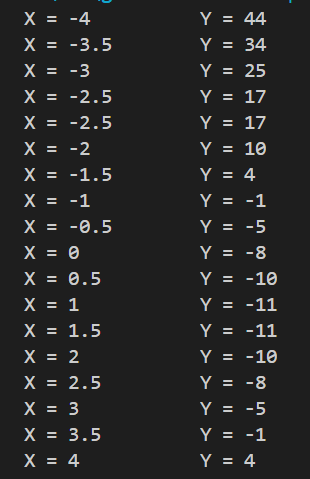 X = -4 Y = 44
X = -3.5 Y = 34
X = -3 Y = 25
X = -2.5 Y = 17
X = -2.5 Y = 17
X = -2 Y = 10
X = -1.5 Y = 4
X = -1 Y = -1
X = -0.5 Y = -5
X = 0 Y = -8
X = 0.5 Y = -10
X = 1 Y = -11
X = 1.5 Y = -11
X = 2 Y = -10
X = 2.5 Y = -8
X = 3 Y = -5
X = 3.5 Y = -1
X = 4 Y = 4